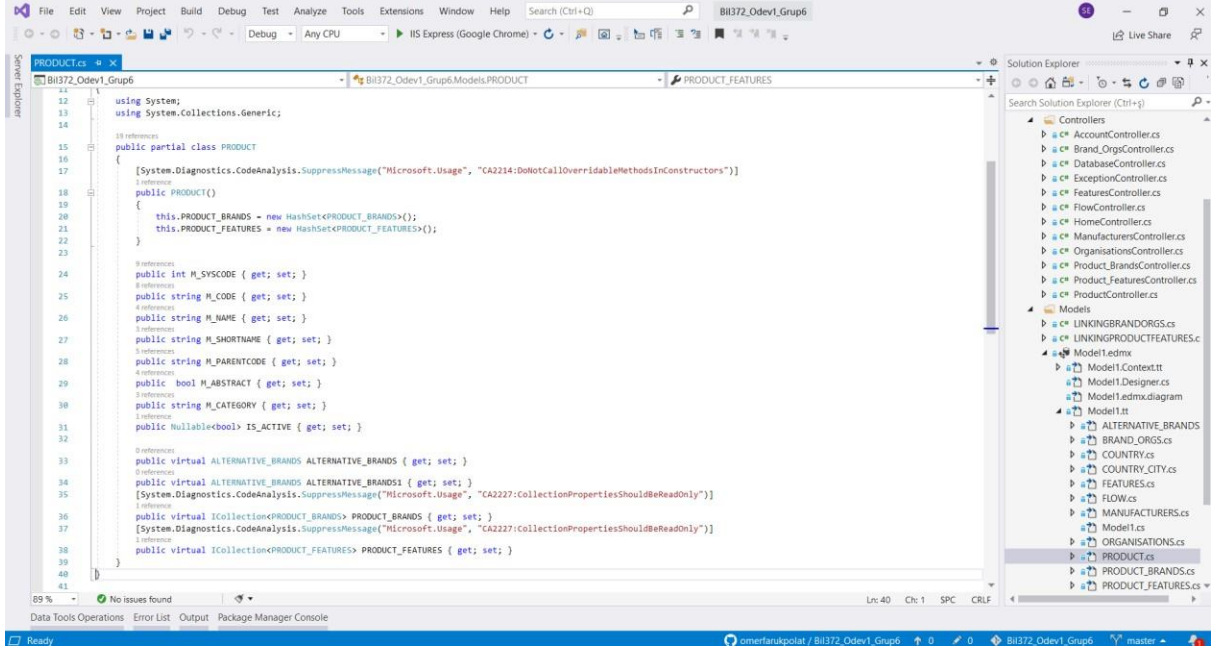 File Edit View Project Build Debug Test Analyze Tools Extensions Window Help Search (Ctrl+Q) Bil372_Odev1_Grup6 SE
Debug Any CPU IIS Express (Google Chrome) Live Share
Server Explorer
PRODUCT.cs
Bil372_Odev1_Grup6 Bil372_Odev1_Grup6.Models.PRODUCT PRODUCT_FEATURES
11 {
12 using System;
13 using System.Collections.Generic;
14
19 references
15 public partial class PRODUCT
16 {
17 [System.Diagnostics.CodeAnalysis.SuppressMessage("Microsoft.Usage", "CA2214:DoNotCallOverridableMethodsInConstructors")]
1 reference
18 public PRODUCT()
19 {
20 this.PRODUCT_BRANDS = new HashSet<PRODUCT_BRANDS>();
21 this.PRODUCT_FEATURES = new HashSet<PRODUCT_FEATURES>();
22 }
23
9 references
24 public int M_SYSCODE { get; set; }
8 references
25 public string M_CODE { get; set; }
4 references
26 public string M_NAME { get; set; }
3 references
27 public string M_SHORTNAME { get; set; }
5 references
28 public string M_PARENTCODE { get; set; }
4 references
29 public bool M_ABSTRACT { get; set; }
3 references
30 public string M_CATEGORY { get; set; }
1 reference
31 public Nullable<bool> IS_ACTIVE { get; set; }
32
0 references
33 public virtual ALTERNATIVE_BRANDS ALTERNATIVE_BRANDS { get; set; }
0 references
34 public virtual ALTERNATIVE_BRANDS ALTERNATIVE_BRANDS1 { get; set; }
35 [System.Diagnostics.CodeAnalysis.SuppressMessage("Microsoft.Usage", "CA2227:CollectionPropertiesShouldBeReadOnly")]
1 reference
36 public virtual ICollection<PRODUCT_BRANDS> PRODUCT_BRANDS { get; set; }
37 [System.Diagnostics.CodeAnalysis.SuppressMessage("Microsoft.Usage", "CA2227:CollectionPropertiesShouldBeReadOnly")]
1 reference
38 public virtual ICollection<PRODUCT_FEATURES> PRODUCT_FEATURES { get; set; }
39 }
40 }
41
89 % No issues found Ln: 40 Ch: 1 SPC CRLF
Solution Explorer
Search Solution Explorer (Ctrl+ş)
Controllers
C# AccountController.cs
C# Brand_OrgsController.cs
C# DatabaseController.cs
C# ExceptionController.cs
C# FeaturesController.cs
C# FlowController.cs
C# HomeController.cs
C# ManufacturersController.cs
C# OrganisationsController.cs
C# Product_BrandsController.cs
C# Product_FeaturesController.cs
C# ProductController.cs
Models
C# LINKINGBRANDORGS.cs
C# LINKINGPRODUCTFEATURES.c
Model1.edmx
Model1.Context.tt
Model1.Designer.cs
Model1.edmx.diagram
Model1.tt
ALTERNATIVE_BRANDS
BRAND_ORGS.cs
COUNTRY.cs
COUNTRY_CITY.cs
FEATURES.cs
FLOW.cs
MANUFACTURERS.cs
Model1.cs
ORGANISATIONS.cs
PRODUCT.cs
PRODUCT_BRANDS.cs
PRODUCT_FEATURES.cs
Data Tools Operations Error List Output Package Manager Console
Ready omerfarukpolat / Bil372_Odev1_Grup6 0 0 Bil372_Odev1_Grup6 master 1